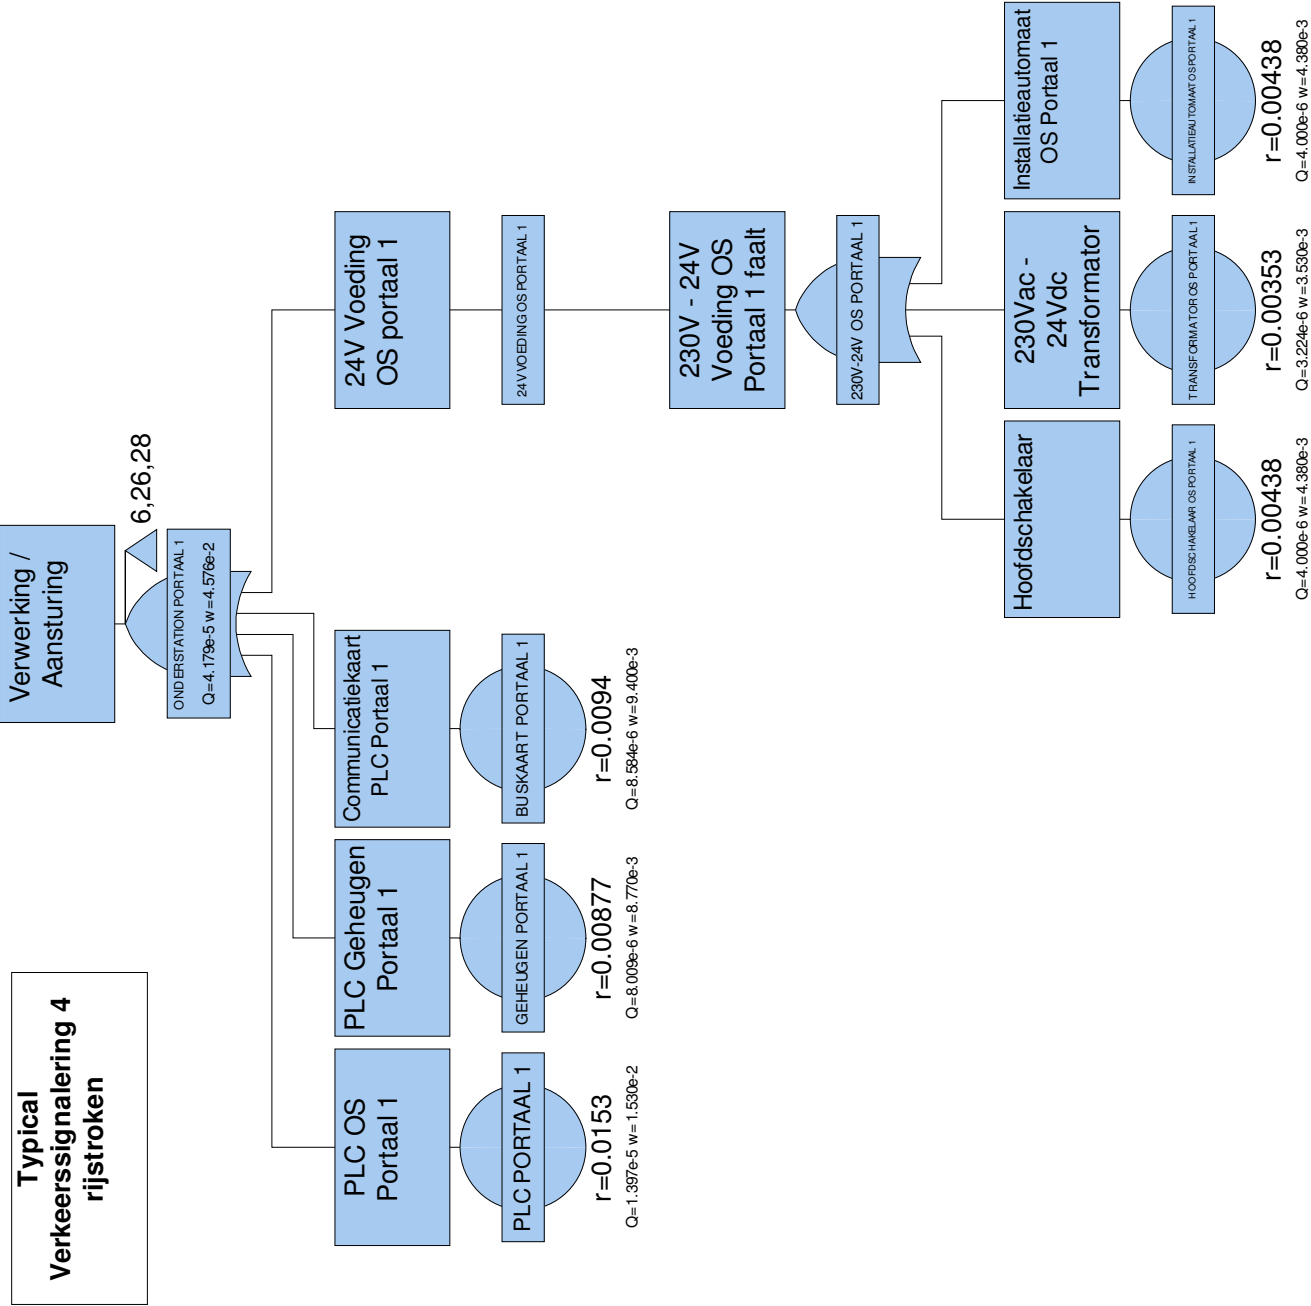 Typical
Verkeerssignalering 4
rijstroken
Verwerking /
Aansturing
6,26,28
ONDERSTATION PORTAAL 1
Q=4.179e-5 w=4.576e-2
PLC OS
Portaal 1
PLC PORTAAL 1
r=0.0153
Q=1.397e-5 w=1.530e-2
PLC Geheugen
Portaal 1
GEHEUGEN PORTAAL 1
r=0.00877
Q=8.009e-6 w=8.770e-3
Communicatiekaart
PLC Portaal 1
BUSKAART PORTAAL 1
r=0.0094
Q=8.584e-6 w=9.400e-3
24V Voeding
OS portaal 1
24V VOEDING OS PORTAAL 1
230V - 24V
Voeding OS
Portaal 1 faalt
230V-24V OS PORTAAL 1
Hoofdschakelaar
HOOFDSCHAKELAAR OS PORTAAL 1
r=0.00438
Q=4.000e-6 w=4.380e-3
230Vac -
24Vdc
Transformator
TRANSFORMATOR OS PORTAAL 1
r=0.00353
Q=3.224e-6 w=3.530e-3
Installatieautomaat
OS Portaal 1
INSTALLATIEAUTOMAAT OS PORTAAL 1
r=0.00438
Q=4.000e-6 w=4.380e-3